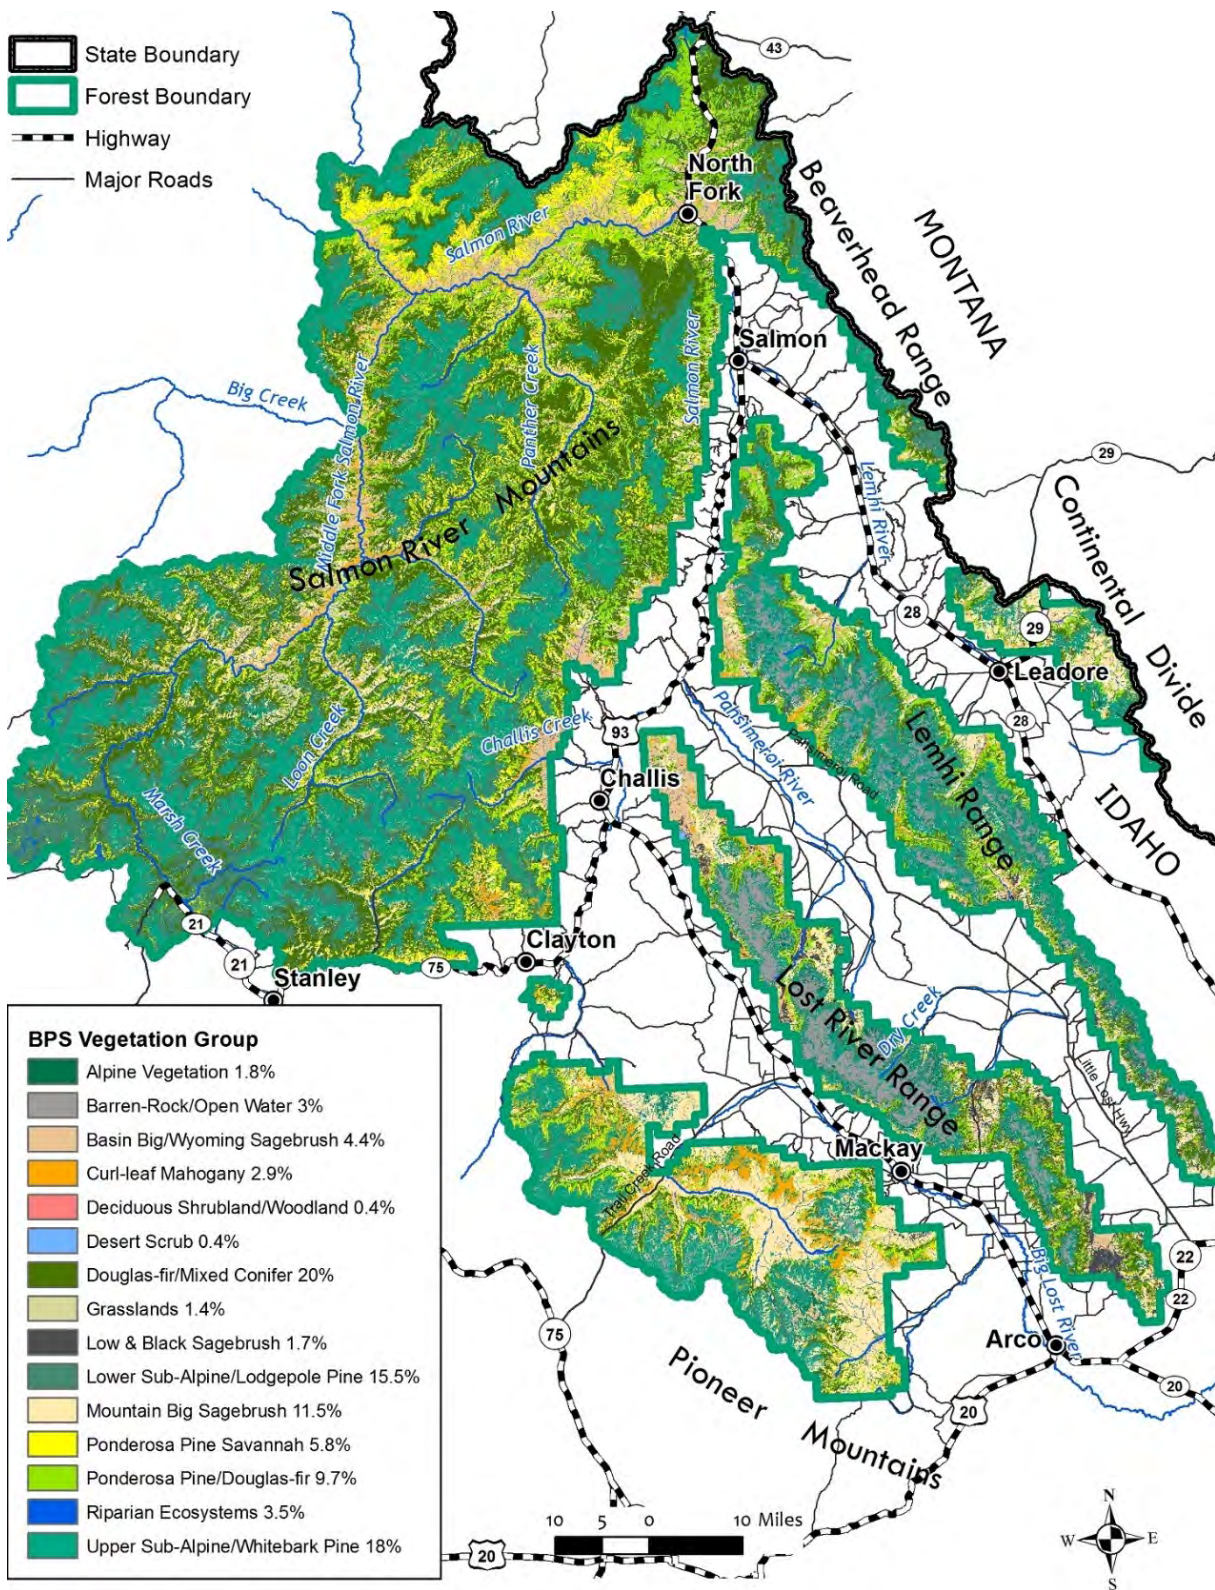 State Boundary
Forest Boundary
Highway
Major Roads
43
North
Fork
Beaverhead Range
MONTANA
Salmon River
Salmon
Salmon River
Big Creek
Middle Fork Salmon River
Panther Creek
Salmon River Mountains
Lemhi River
29
Continental Divide
28
29
Leadore
28
Loon Creek
Challis Creek
93
Pahsimeroi River
Pahsimeroi Road
Lemhi Range
IDAHO
Challis
Marsh Creek
21
21
Stanley
75
Clayton
Lost River Range
Dry Creek
Little Lost Hwy
Mackay
Trail Creek Road
Big Lost River
22
22
Arco
20
20
75
Pioneer Mountains
20
BPS Vegetation Group
Alpine Vegetation 1.8%
Barren-Rock/Open Water 3%
Basin Big/Wyoming Sagebrush 4.4%
Curl-leaf Mahogany 2.9%
Deciduous Shrubland/Woodland 0.4%
Desert Scrub 0.4%
Douglas-fir/Mixed Conifer 20%
Grasslands 1.4%
Low & Black Sagebrush 1.7%
Lower Sub-Alpine/Lodgepole Pine 15.5%
Mountain Big Sagebrush 11.5%
Ponderosa Pine Savannah 5.8%
Ponderosa Pine/Douglas-fir 9.7%
Riparian Ecosystems 3.5%
Upper Sub-Alpine/Whitebark Pine 18%
10 5 0 10 Miles
N
W E
S